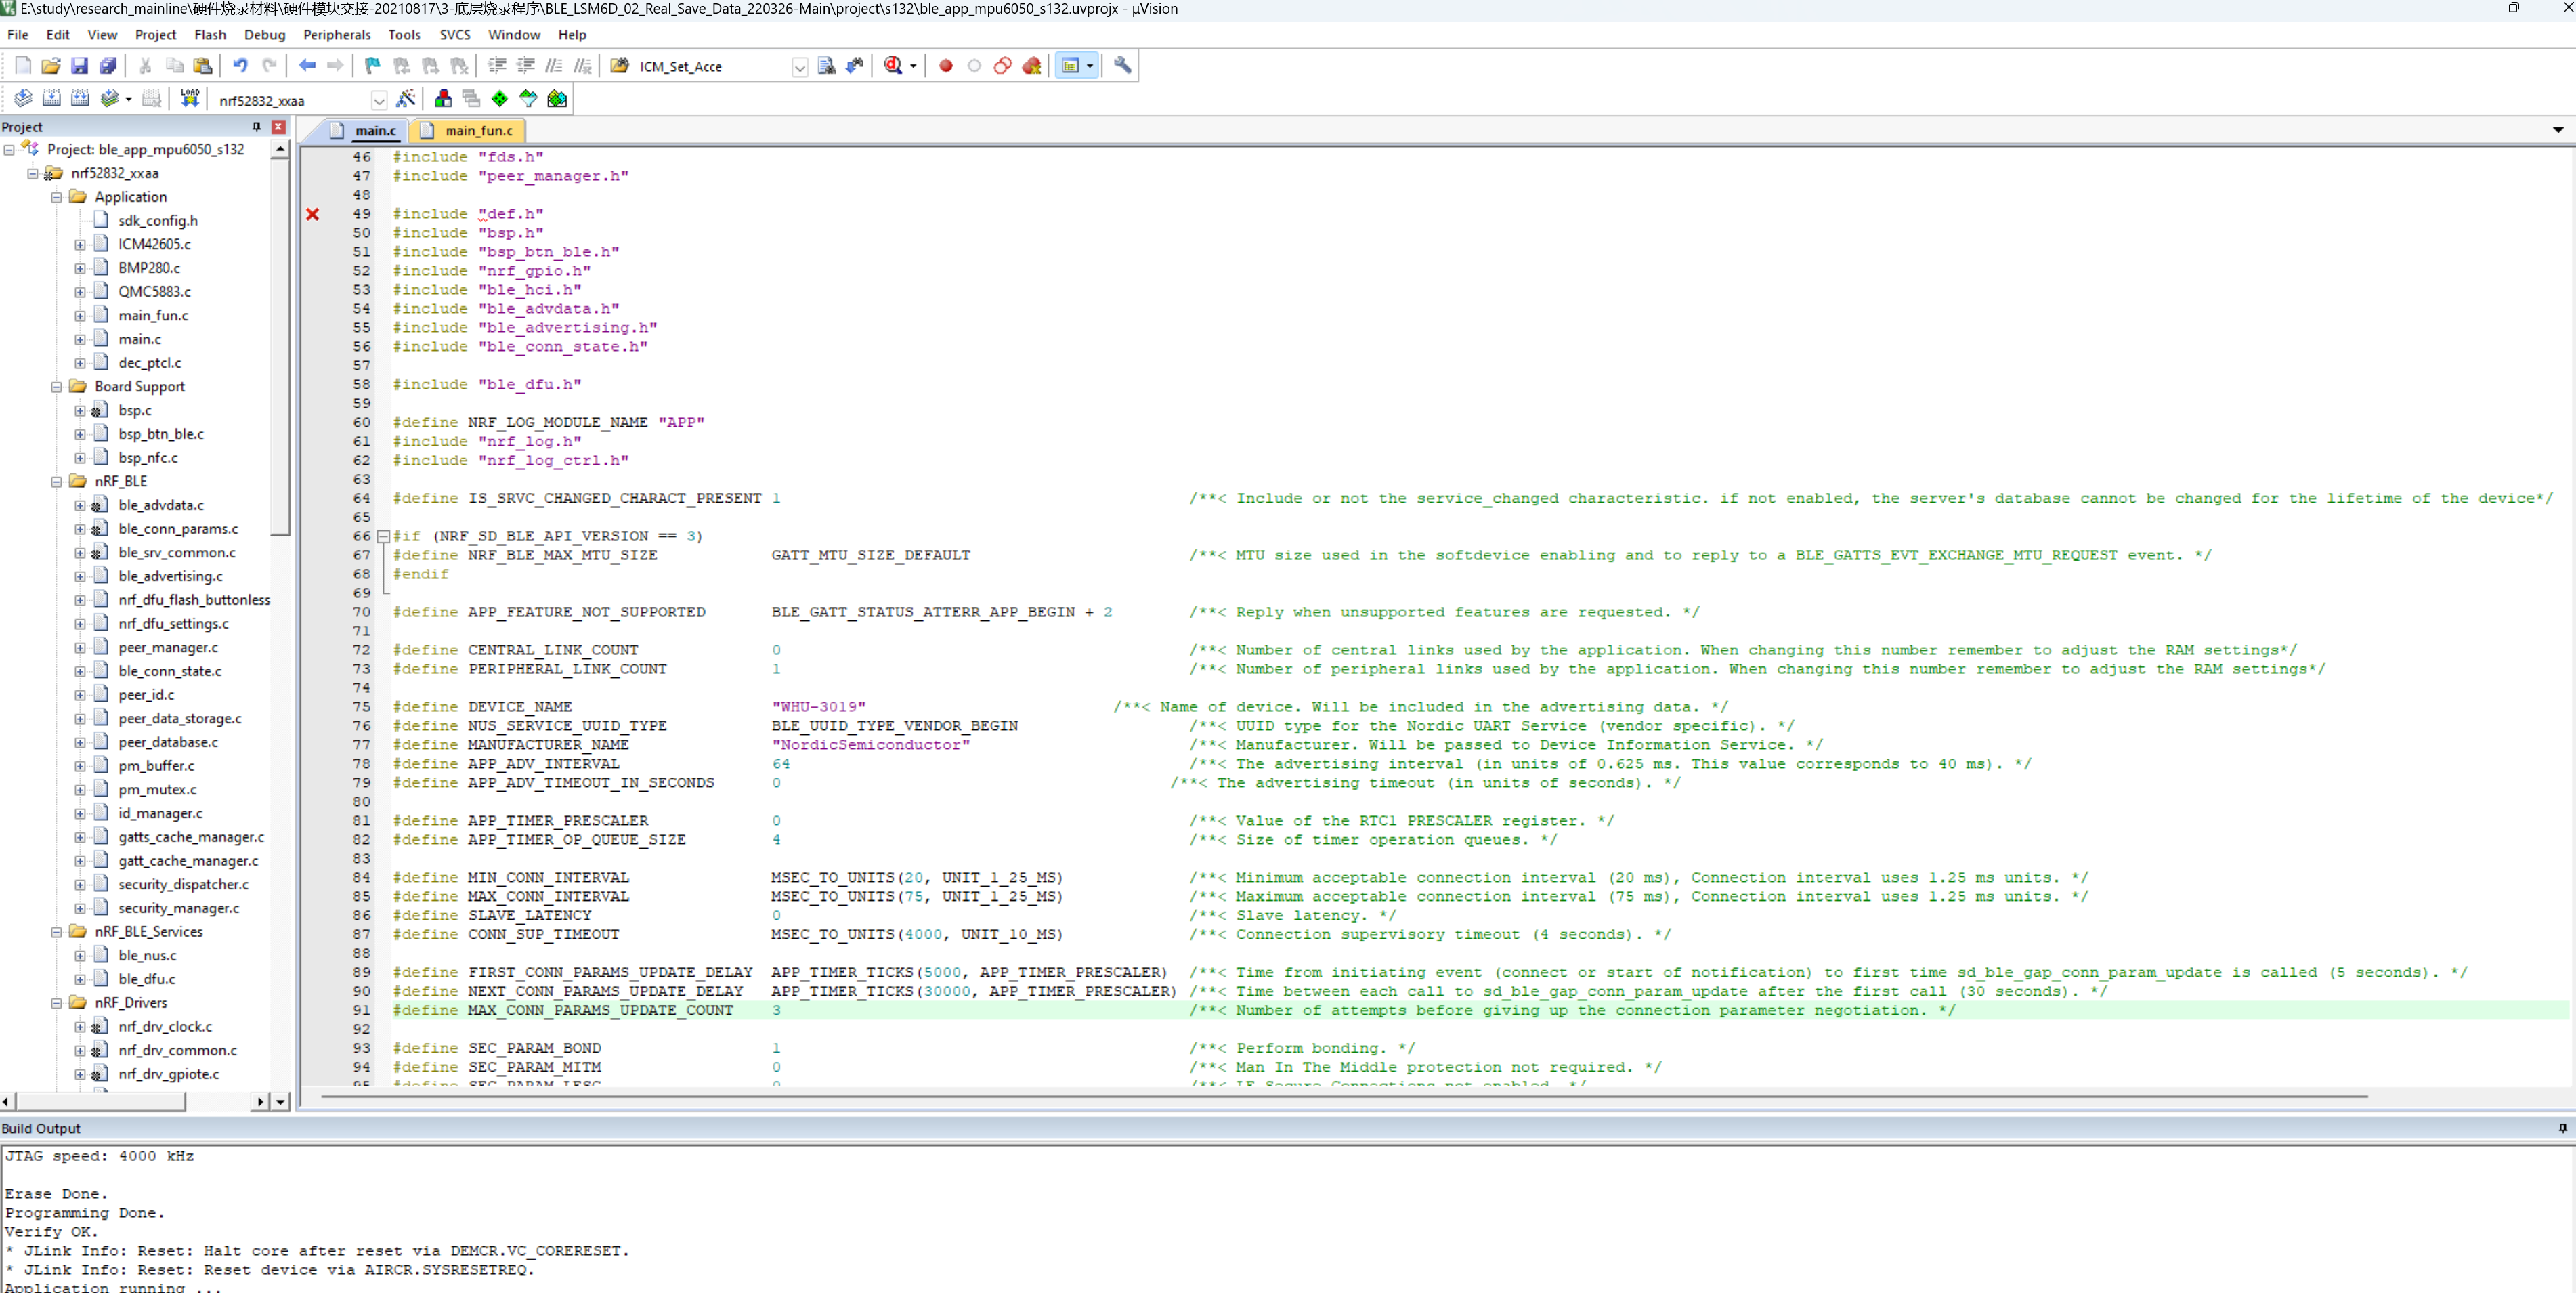 E:\study\research_mainline\硬件烧录材料\硬件模块交接-20210817\3-底层烧录程序\BLE_LSM6D_02_Real_Save_Data_220326-Main\project\s132\ble_app_mpu6050_s132.uvprojx - µVision
File Edit View Project Flash Debug Peripherals Tools SVCS Window Help
ICM_Set_Acce
LOAD nrf52832_xxaa
Project
Project: ble_app_mpu6050_s132
nrf52832_xxaa
Application
sdk_config.h
ICM42605.c
BMP280.c
QMC5883.c
main_fun.c
main.c
dec_ptcl.c
Board Support
bsp.c
bsp_btn_ble.c
bsp_nfc.c
nRF_BLE
ble_advdata.c
ble_conn_params.c
ble_srv_common.c
ble_advertising.c
nrf_dfu_flash_buttonless
nrf_dfu_settings.c
peer_manager.c
ble_conn_state.c
peer_id.c
peer_data_storage.c
peer_database.c
pm_buffer.c
pm_mutex.c
id_manager.c
gatts_cache_manager.c
gatt_cache_manager.c
security_dispatcher.c
security_manager.c
nRF_BLE_Services
ble_nus.c
ble_dfu.c
nRF_Drivers
nrf_drv_clock.c
nrf_drv_common.c
nrf_drv_gpiote.c
main.c main_fun.c
46 #include "fds.h"
47 #include "peer_manager.h"
48
49 #include "def.h"
50 #include "bsp.h"
51 #include "bsp_btn_ble.h"
52 #include "nrf_gpio.h"
53 #include "ble_hci.h"
54 #include "ble_advdata.h"
55 #include "ble_advertising.h"
56 #include "ble_conn_state.h"
57
58 #include "ble_dfu.h"
59
60 #define NRF_LOG_MODULE_NAME "APP"
61 #include "nrf_log.h"
62 #include "nrf_log_ctrl.h"
63
64 #define IS_SRVC_CHANGED_CHARACT_PRESENT 1 /**< Include or not the service_changed characteristic. if not enabled, the server's database cannot be changed for the lifetime of the device*/
65
66 #if (NRF_SD_BLE_API_VERSION == 3)
67 #define NRF_BLE_MAX_MTU_SIZE GATT_MTU_SIZE_DEFAULT /**< MTU size used in the softdevice enabling and to reply to a BLE_GATTS_EVT_EXCHANGE_MTU_REQUEST event. */
68 #endif
69
70 #define APP_FEATURE_NOT_SUPPORTED BLE_GATT_STATUS_ATTERR_APP_BEGIN + 2 /**< Reply when unsupported features are requested. */
71
72 #define CENTRAL_LINK_COUNT 0 /**< Number of central links used by the application. When changing this number remember to adjust the RAM settings*/
73 #define PERIPHERAL_LINK_COUNT 1 /**< Number of peripheral links used by the application. When changing this number remember to adjust the RAM settings*/
74
75 #define DEVICE_NAME "WHU-3019" /**< Name of device. Will be included in the advertising data. */
76 #define NUS_SERVICE_UUID_TYPE BLE_UUID_TYPE_VENDOR_BEGIN /**< UUID type for the Nordic UART Service (vendor specific). */
77 #define MANUFACTURER_NAME "NordicSemiconductor" /**< Manufacturer. Will be passed to Device Information Service. */
78 #define APP_ADV_INTERVAL 64 /**< The advertising interval (in units of 0.625 ms. This value corresponds to 40 ms). */
79 #define APP_ADV_TIMEOUT_IN_SECONDS 0 /**< The advertising timeout (in units of seconds). */
80
81 #define APP_TIMER_PRESCALER 0 /**< Value of the RTC1 PRESCALER register. */
82 #define APP_TIMER_OP_QUEUE_SIZE 4 /**< Size of timer operation queues. */
83
84 #define MIN_CONN_INTERVAL MSEC_TO_UNITS(20, UNIT_1_25_MS) /**< Minimum acceptable connection interval (20 ms), Connection interval uses 1.25 ms units. */
85 #define MAX_CONN_INTERVAL MSEC_TO_UNITS(75, UNIT_1_25_MS) /**< Maximum acceptable connection interval (75 ms), Connection interval uses 1.25 ms units. */
86 #define SLAVE_LATENCY 0 /**< Slave latency. */
87 #define CONN_SUP_TIMEOUT MSEC_TO_UNITS(4000, UNIT_10_MS) /**< Connection supervisory timeout (4 seconds). */
88
89 #define FIRST_CONN_PARAMS_UPDATE_DELAY APP_TIMER_TICKS(5000, APP_TIMER_PRESCALER) /**< Time from initiating event (connect or start of notification) to first time sd_ble_gap_conn_param_update is called (5 seconds). */
90 #define NEXT_CONN_PARAMS_UPDATE_DELAY APP_TIMER_TICKS(30000, APP_TIMER_PRESCALER) /**< Time between each call to sd_ble_gap_conn_param_update after the first call (30 seconds). */
91 #define MAX_CONN_PARAMS_UPDATE_COUNT 3 /**< Number of attempts before giving up the connection parameter negotiation. */
92
93 #define SEC_PARAM_BOND 1 /**< Perform bonding. */
94 #define SEC_PARAM_MITM 0 /**< Man In The Middle protection not required. */
95 #define SEC_PARAM_LESC 0 /**< LE Secure Connections not enabled. */
Build Output
JTAG speed: 4000 kHz
Erase Done.
Programming Done.
Verify OK.
* JLink Info: Reset: Halt core after reset via DEMCR.VC_CORERESET.
* JLink Info: Reset: Reset device via AIRCR.SYSRESETREQ.
Application running ...